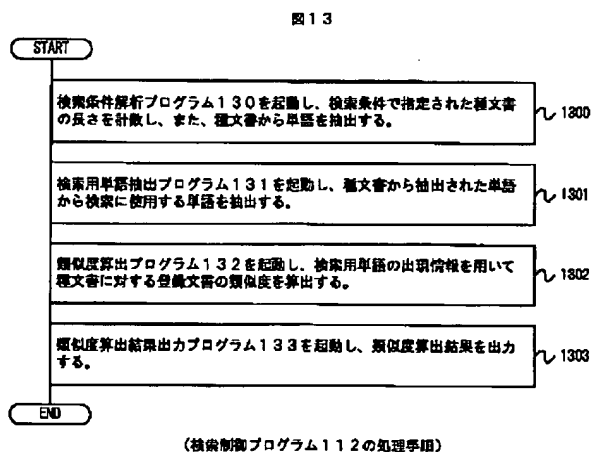 図13
START
検索条件解析プログラム130を起動し、検索条件で指定された種文書
の長さを計数し、また、種文書から単語を抽出する。
1300
検索用単語抽出プログラム131を起動し、種文書から抽出された単語
から検索に使用する単語を抽出する。
1301
類似度算出プログラム132を起動し、検索用単語の出現情報を用いて
種文書に対する登録文書の類似度を算出する。
1302
類似度算出結果出力プログラム133を起動し、類似度算出結果を出力
する。
1303
END
(検索制御プログラム112の処理手順)